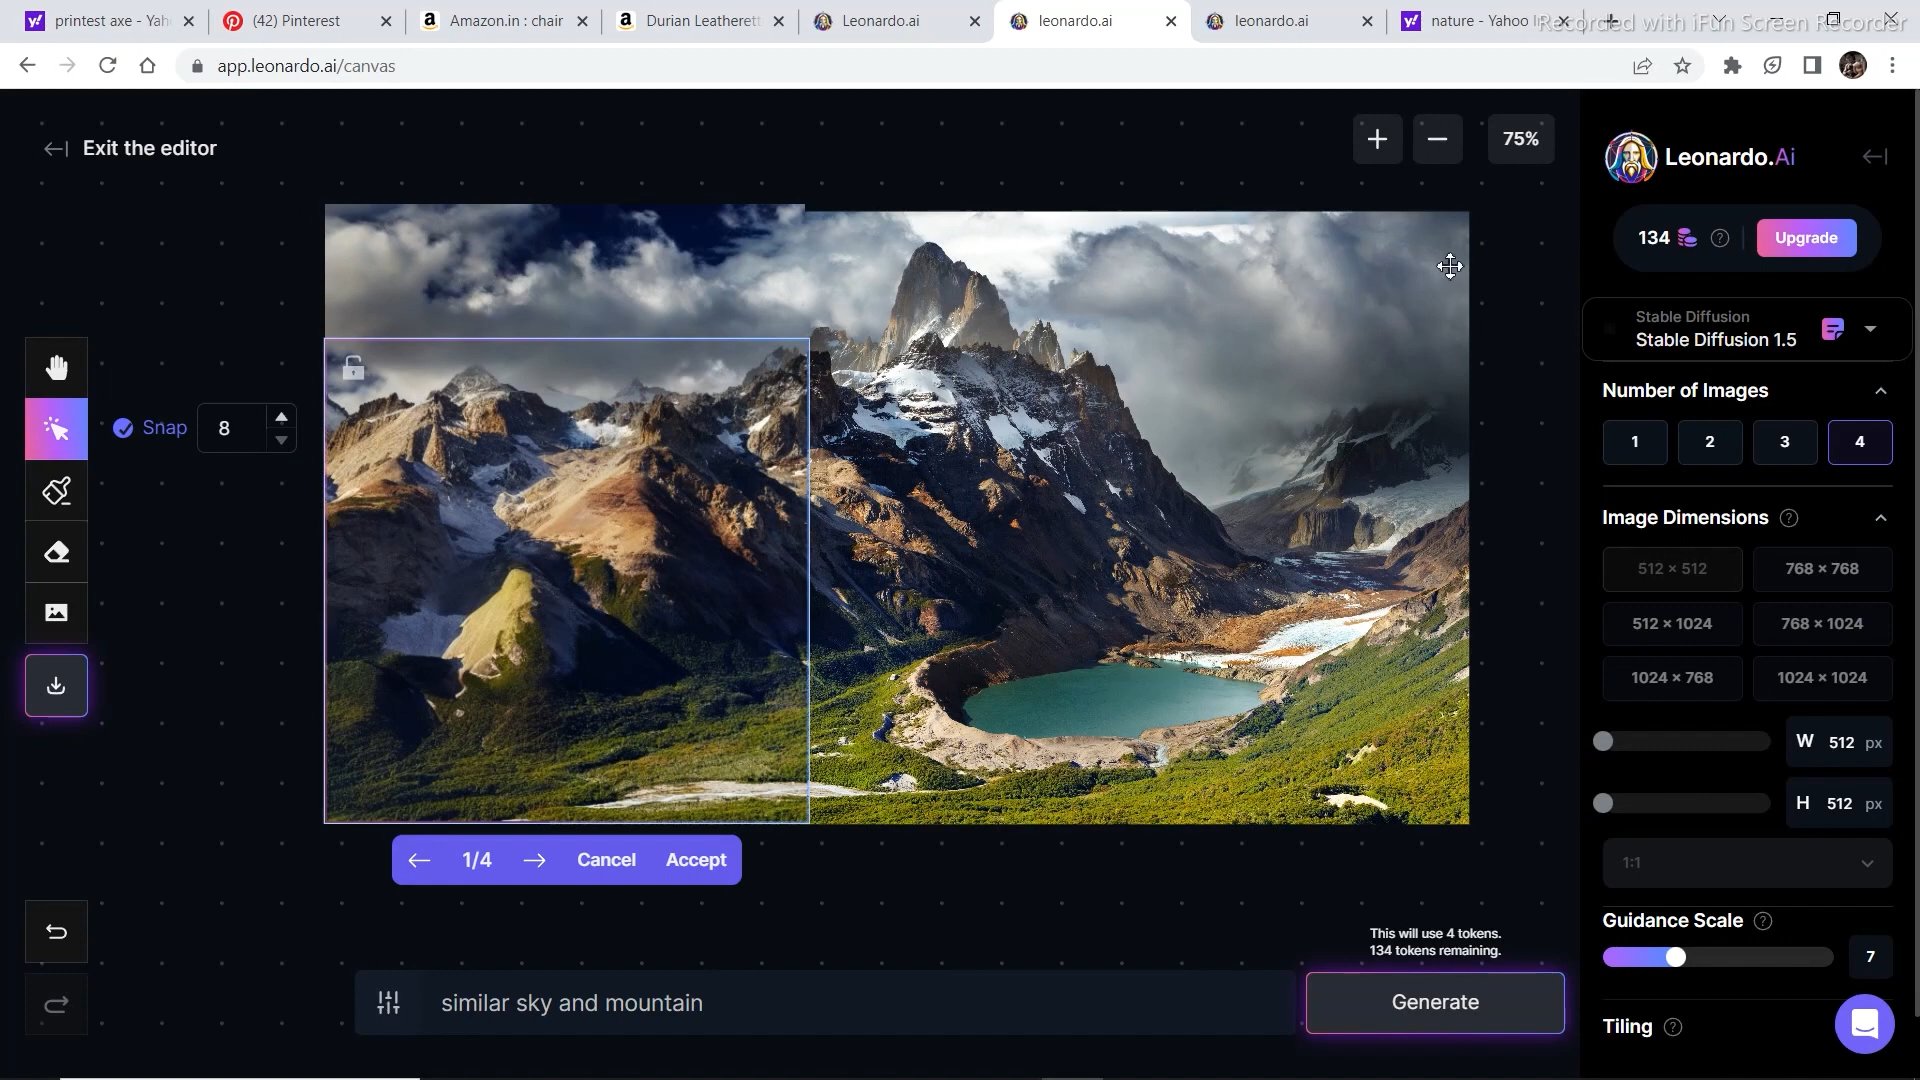 printest axe - Yah
(42) Pinterest
Amazon.in : chair
Durian Leatherett
Leonardo.ai
leonardo.ai
leonardo.ai
nature - Yahoo
Recorded with iFun Screen Recorder
app.leonardo.ai/canvas
Exit the editor
75%
Leonardo.Ai
134
Upgrade
Stable Diffusion
Stable Diffusion 1.5
Number of Images
1 2 3 4
Snap 8
Image Dimensions
512 × 512 768 × 768
512 × 1024 768 × 1024
1024 × 768 1024 × 1024
W 512 px
H 512 px
1:1
1/4 Cancel Accept
Guidance Scale
7
This will use 4 tokens.
134 tokens remaining.
similar sky and mountain
Generate
Tiling